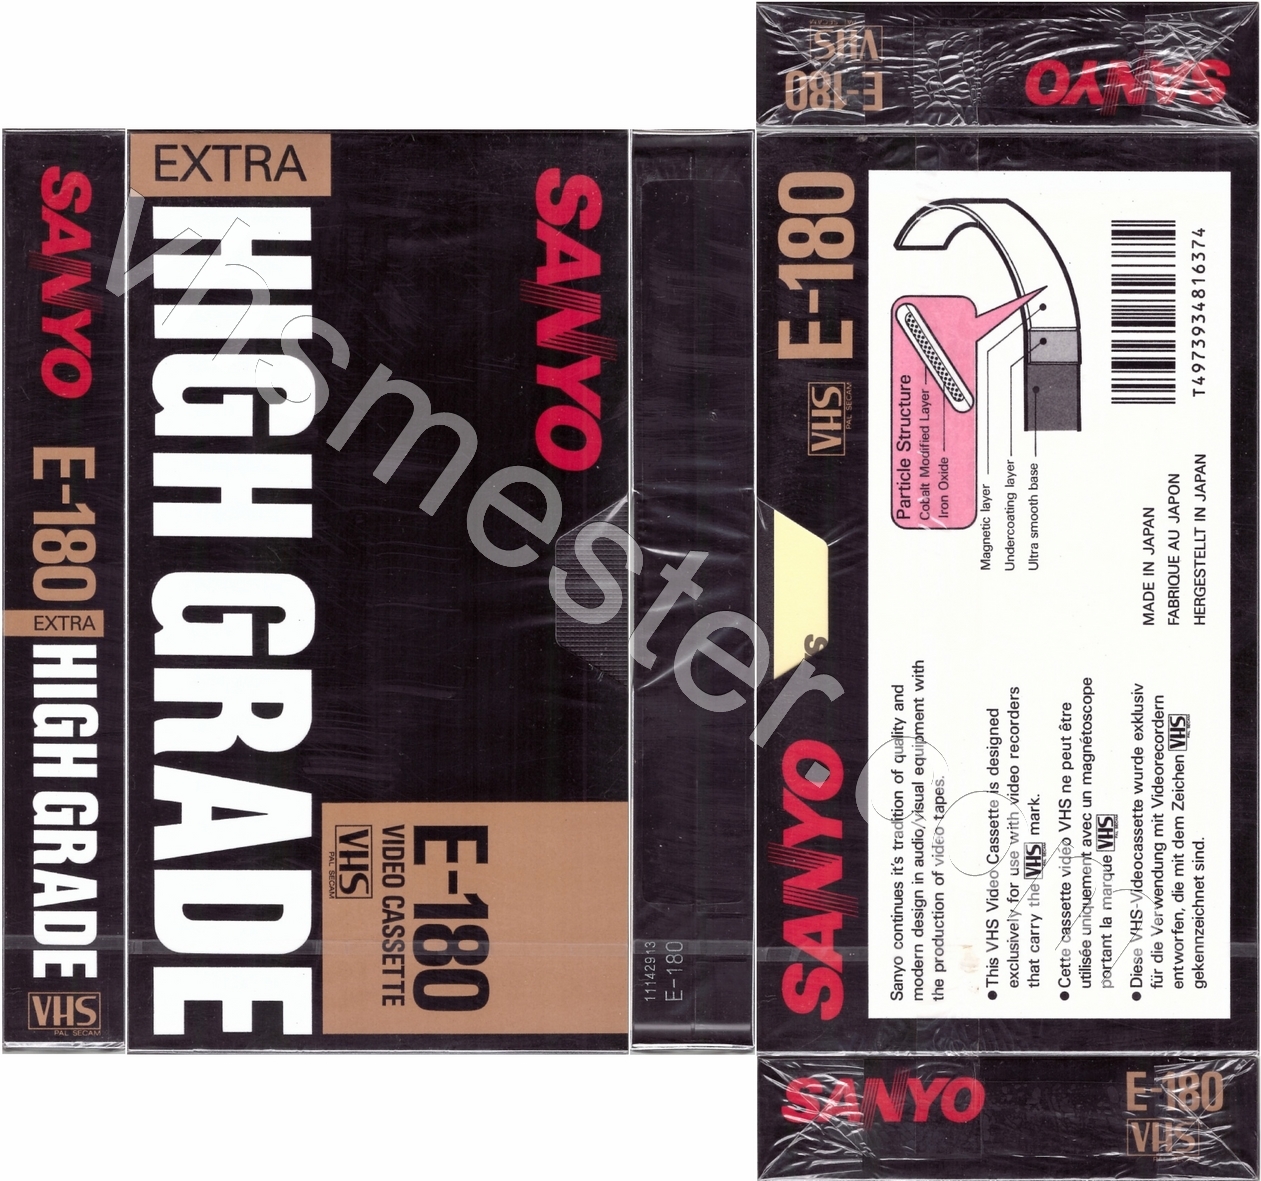 SANYO
E-180
EXTRA
HIGH GRADE
VHS
PAL SECAM
EXTRA
HIGH GRADE
SANYO
E-180
VIDEO CASSETTE
VHS
PAL SECAM
11142913
E-180
SANYO
E-180
VHS
PAL SECAM
E-180
VHS
PAL SECAM
SANYO
Particle Structure
Cobalt Modified Layer
Iron Oxide
Magnetic layer
Undercoating layer
Ultra smooth base
T4973934816374
MADE IN JAPAN
FABRIQUE AU JAPON
HERGESTELLT IN JAPAN
Sanyo continues it's tradition of quality and
modern design in audio/visual equipment with
the production of video tapes.
●This VHS Video Cassette is designed
exclusively for use with video recorders
that carry the VHS mark.
●Cette cassette vidéo VHS ne peut être
utilisée uniquement avec un magnétoscope
portant la marque VHS
●Diese VHS-Videocassette wurde exklusiv
für die Verwendung mit Videorecordern
entworfen, die mit dem Zeichen VHS
gekennzeichnet sind.
SANYO
E-180
VHS
vhsmester.com